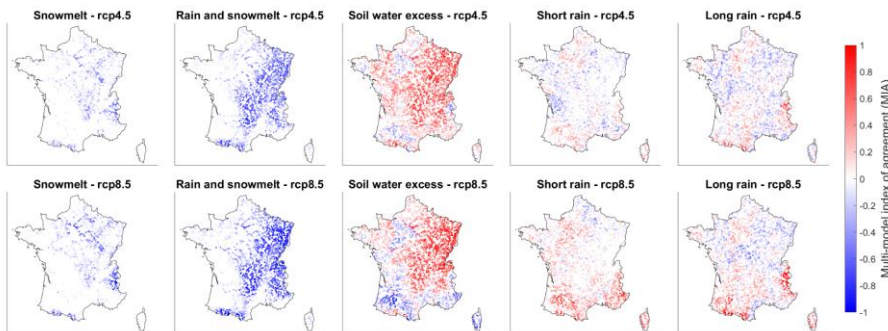 Snowmelt - rcp4.5
Rain and snowmelt - rcp4.5
Soil water excess - rcp4.5
Short rain - rcp4.5
Long rain - rcp4.5
Snowmelt - rcp8.5
Rain and snowmelt - rcp8.5
Soil water excess - rcp8.5
Short rain - rcp8.5
Long rain - rcp8.5
1
0.8
0.6
0.4
0.2
0
-0.2
-0.4
-0.6
-0.8
-1
Multi-model index of agreement (MIA)